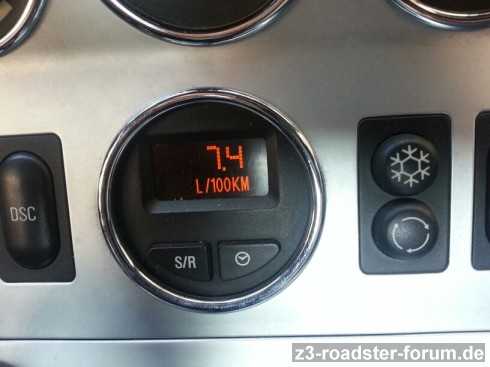 7.4
L/100KM
DSC
S/R
z3-roadster-forum.de